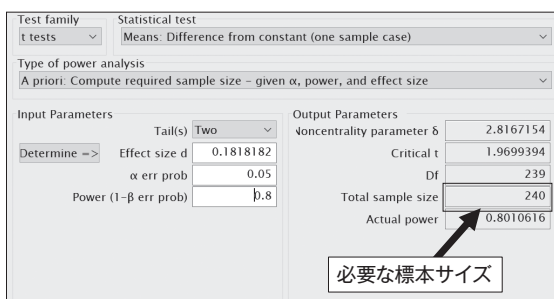 Test family
Statistical test
t tests
Means: Difference from constant (one sample case)
Type of power analysis
A priori: Compute required sample size – given α, power, and effect size
Input Parameters
Tail(s) Two
Determine => Effect size d 0.1818182
α err prob 0.05
Power (1-β err prob) 0.8
Output Parameters
Noncentrality parameter δ 2.8167154
Critical t 1.9699394
Df 239
Total sample size 240
Actual power 0.8010616
必要な標本サイズ